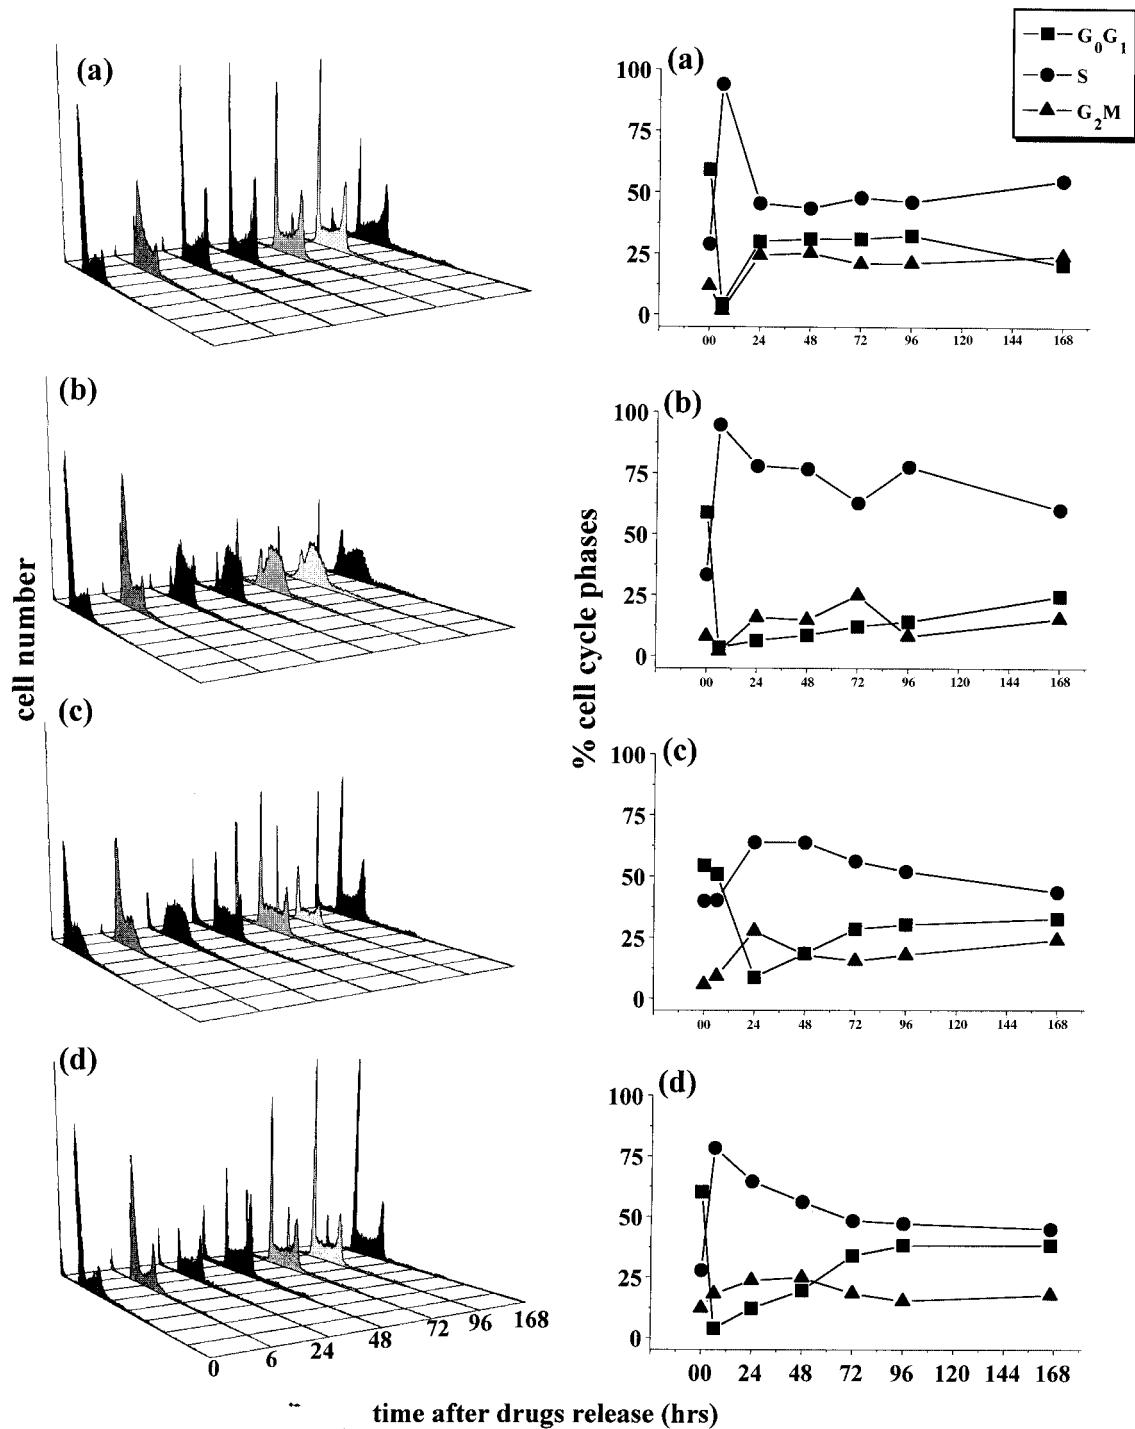 G0G1
S
G2M
(a)
(a)
100
75
50
25
0
00 24 48 72 96 120 144 168
(b)
(b)
100
75
50
25
0
00 24 48 72 96 120 144 168
cell number
% cell cycle phases
(c)
(c)
100
75
50
25
0
00 24 48 72 96 120 144 168
(d)
(d)
100
75
50
25
0
00 24 48 72 96 120 144 168
0 6 24 48 72 96 168
time after drugs release (hrs)